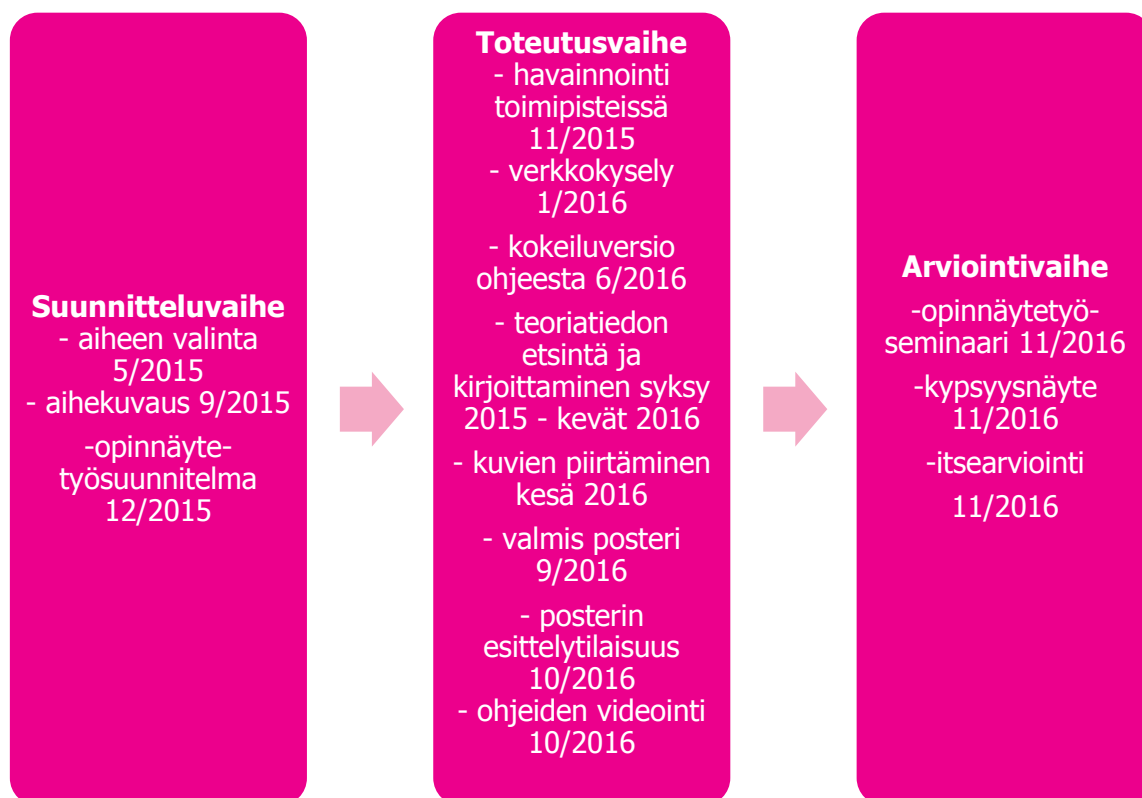 Suunnitteluvaihe
- aiheen valinta
5/2015
- aihekuvaus 9/2015
-opinnäyte-
työsuunnitelma
12/2015
Toteutusvaihe
- havainnointi
toimipisteissä
11/2015
- verkkokysely
1/2016
- kokeiluversio
ohjeesta 6/2016
- teoriatiedon
etsintä ja
kirjoittaminen syksy
2015 - kevät 2016
- kuvien piirtäminen
kesä 2016
- valmis posteri
9/2016
- posterin
esittelytilaisuus
10/2016
- ohjeiden videointi
10/2016
Arviointivaihe
-opinnäytetyö-
seminaari 11/2016
-kypsyysnäyte
11/2016
-itsearviointi
11/2016